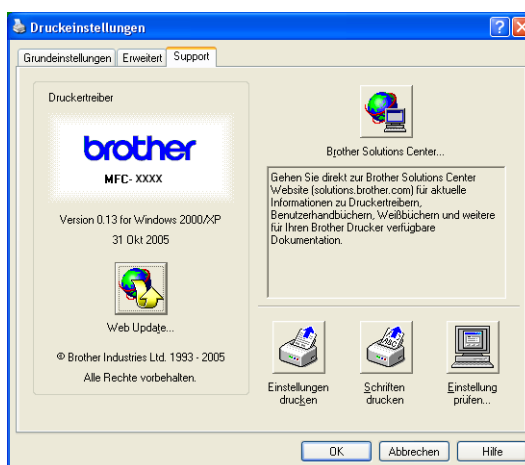 Druckeinstellungen
Grundeinstellungen Erweitert Support
Druckertreiber
brother
MFC- XXXX
Version 0.13 for Windows 2000/XP
31 Okt 2005
Web Update...
© Brother Industries Ltd. 1993 - 2005
Alle Rechte vorbehalten.
Brother Solutions Center...
Gehen Sie direkt zur Brother Solutions Center
Website (solutions.brother.com) für aktuelle
Informationen zu Druckertreibern,
Benutzerhandbüchern, Weißbüchern und weitere
für Ihren Brother Drucker verfügbare
Dokumentation.
Einstellungen
drucken
Schriften
drucken
Einstellung
prüfen...
OK Abbrechen Hilfe